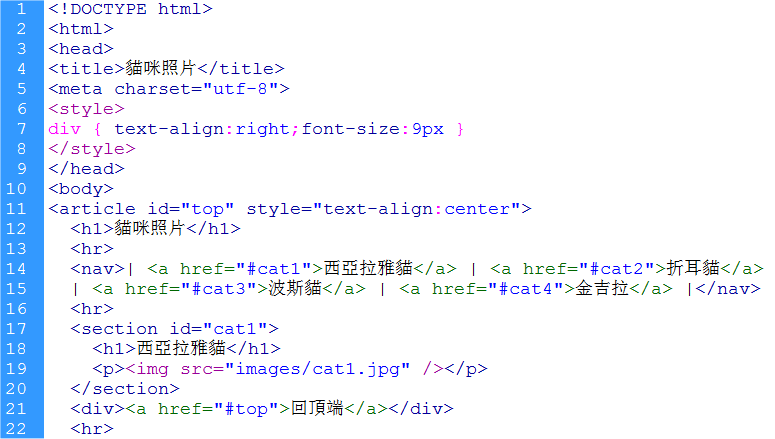 1 <!DOCTYPE html>
2 <html>
3 <head>
4 <title>貓咪照片</title>
5 <meta charset="utf-8">
6 <style>
7 div { text-align:right;font-size:9px }
8 </style>
9 </head>
10 <body>
11 <article id="top" style="text-align:center">
12 <h1>貓咪照片</h1>
13 <hr>
14 <nav>| <a href="#cat1">西亞拉雅貓</a> | <a href="#cat2">折耳貓</a>
15 | <a href="#cat3">波斯貓</a> | <a href="#cat4">金吉拉</a> |</nav>
16 <hr>
17 <section id="cat1">
18 <h1>西亞拉雅貓</h1>
19 <p><img src="images/cat1.jpg" /></p>
20 </section>
21 <div><a href="#top">回頂端</a></div>
22 <hr>